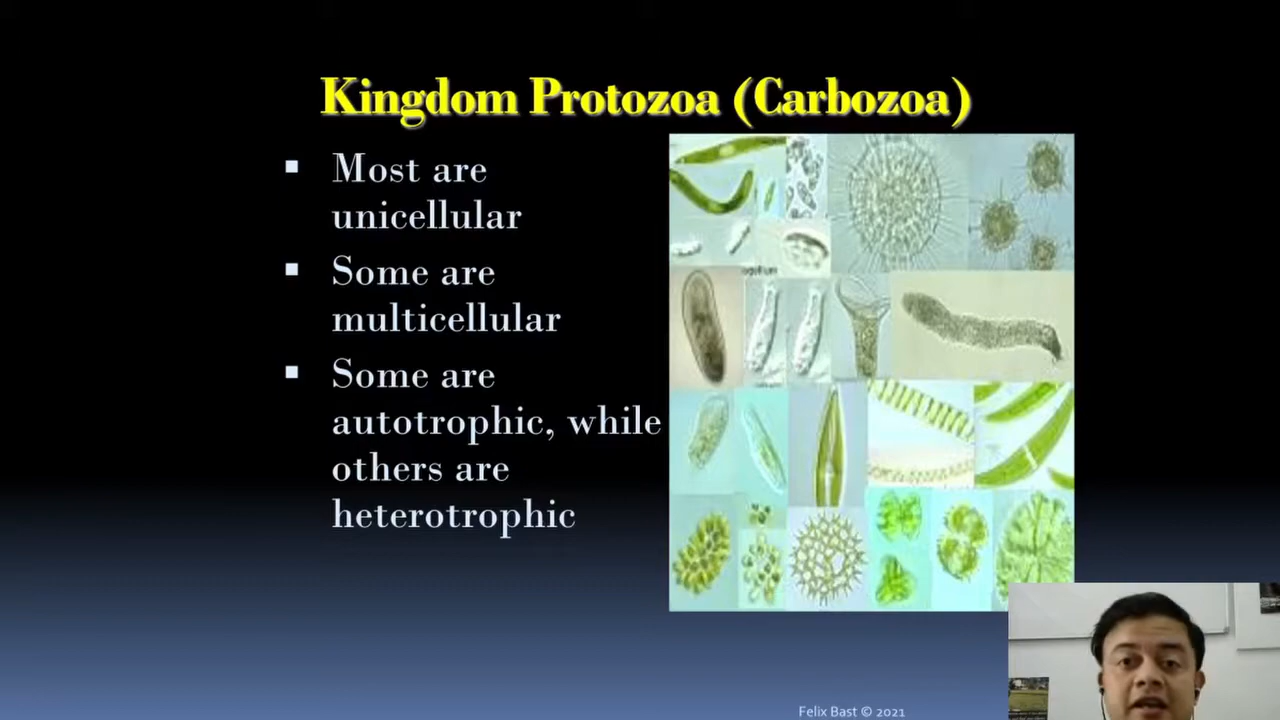 Kingdom Protozoa (Carbozoa)
▪ Most are
unicellular
▪ Some are
multicellular
▪ Some are
autotrophic, while
others are
heterotrophic
Felix Bast © 2021